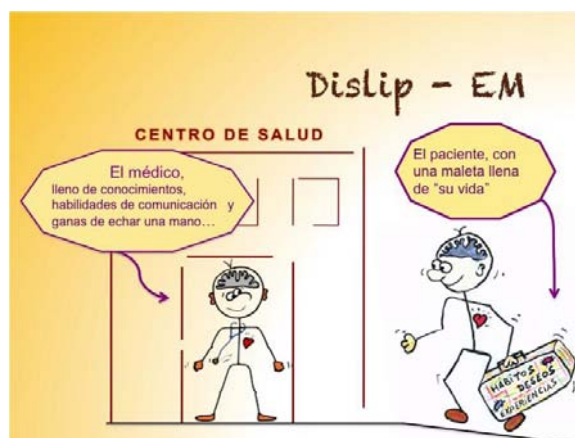 Dislip - EM
CENTRO DE SALUD
El médico,
lleno de conocimientos,
habilidades de comunicación y
ganas de echar una mano...
El paciente, con
una maleta llena
de "su vida"
HÁBITOS
DESEOS
EXPERIENCIAS